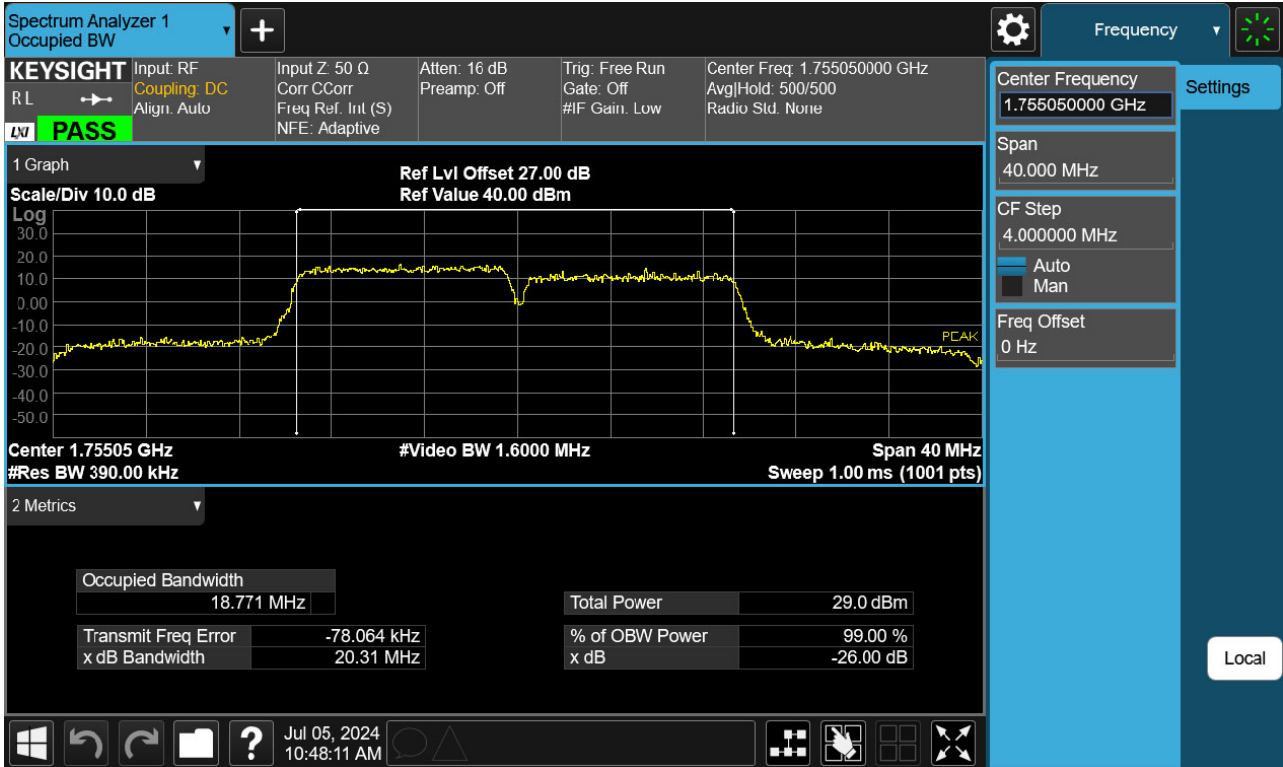 Spectrum Analyzer 1
Occupied BW
Frequency
KEYSIGHT
R L
LXI
PASS
Input: RF
Coupling: DC
Align: Auto
Input Z: 50 Ω
Corr CCorr
Freq Ref: Int (S)
NFE: Adaptive
Atten: 16 dB
Preamp: Off
Trig: Free Run
Gate: Off
#IF Gain: Low
Center Freq: 1.755050000 GHz
Avg|Hold: 500/500
Radio Std: None
Center Frequency
1.755050000 GHz
Settings
Span
40.000 MHz
CF Step
4.000000 MHz
Auto
Man
Freq Offset
0 Hz
Local
1 Graph
Scale/Div 10.0 dB
Ref Lvl Offset 27.00 dB
Ref Value 40.00 dBm
Log
30.0
20.0
10.0
0.00
-10.0
-20.0
-30.0
-40.0
-50.0
PEAK
Center 1.75505 GHz
#Video BW 1.6000 MHz
Span 40 MHz
#Res BW 390.00 kHz
Sweep 1.00 ms (1001 pts)
2 Metrics
Occupied Bandwidth
18.771 MHz
Total Power 29.0 dBm
Transmit Freq Error -78.064 kHz
% of OBW Power 99.00 %
x dB Bandwidth 20.31 MHz
x dB -26.00 dB
?
Jul 05, 2024
10:48:11 AM